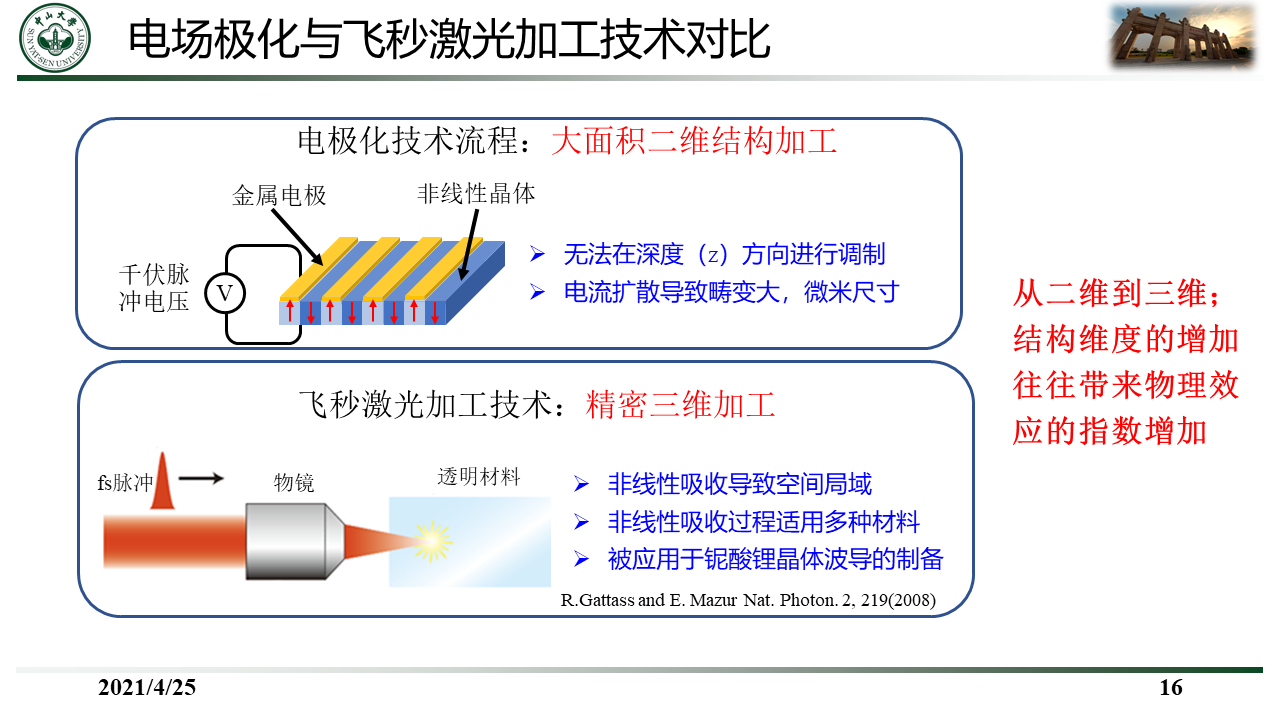 中山大学
SUN YAT-SEN UNIVERSITY
电场极化与飞秒激光加工技术对比
电极化技术流程：大面积二维结构加工
金属电极
非线性晶体
千伏脉
冲电压
V
➢ 无法在深度（z）方向进行调制
➢ 电流扩散导致畸变大，微米尺寸
从二维到三维；
结构维度的增加
往往带来物理效
应的指数增加
飞秒激光加工技术：精密三维加工
fs脉冲
物镜
透明材料
➢ 非线性吸收导致空间局域
➢ 非线性吸收过程适用多种材料
➢ 被应用于铌酸锂晶体波导的制备
R.Gattass and E. Mazur Nat. Photon. 2, 219(2008)
2021/4/25
16